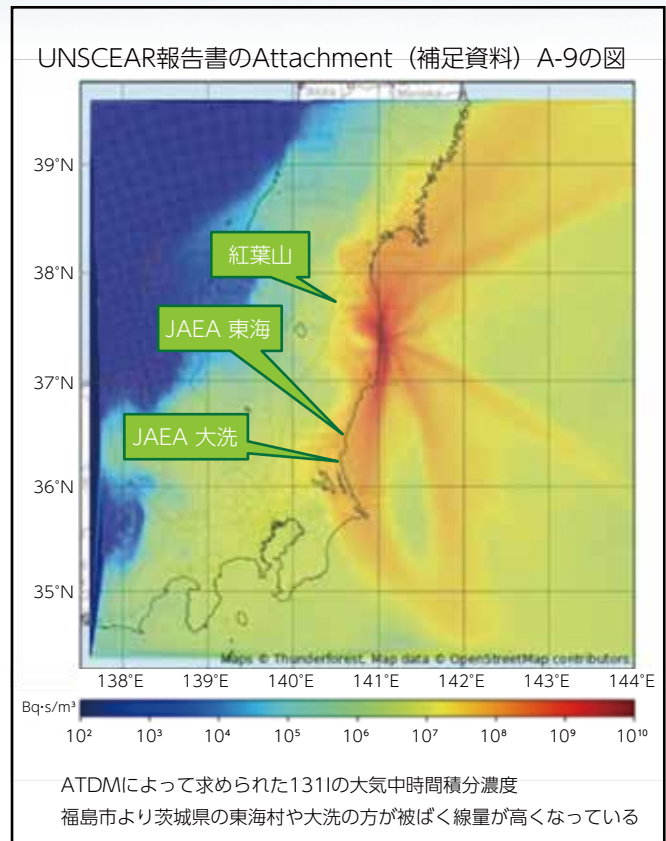 UNSCEAR報告書のAttachment（補足資料）A-9の図
39°N
38°N
37°N
36°N
35°N
紅葉山
JAEA 東海
JAEA 大洗
Maps © Thunderforest, Map data © OpenStreetMap contributors
138°E 139°E 140°E 141°E 142°E 143°E 144°E
Bq･s/m³
10² 10³ 10⁴ 10⁵ 10⁶ 10⁷ 10⁸ 10⁹ 10¹⁰
ATDMによって求められた131Iの大気中時間積分濃度
福島市より茨城県の東海村や大洗の方が被ばく線量が高くなっている